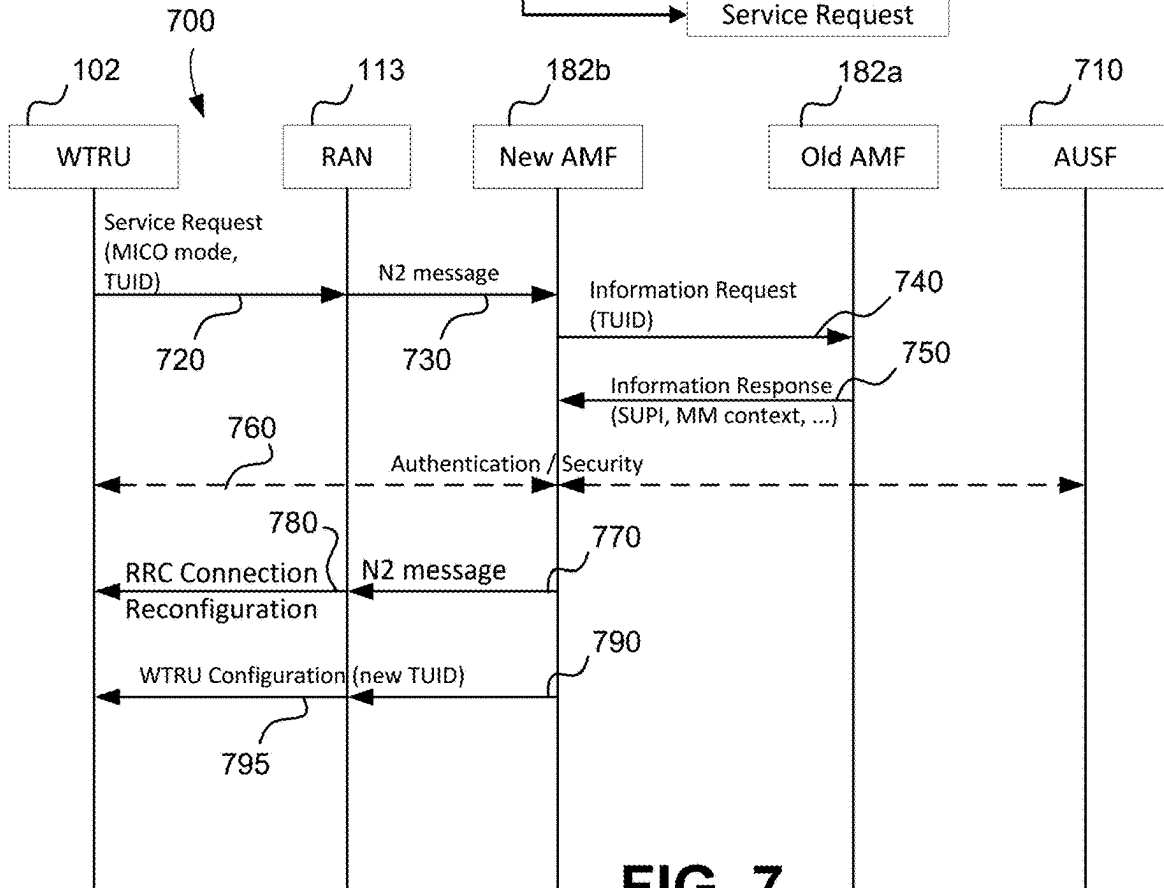 Service Request
700
102
113
182b
182a
710
WTRU
RAN
New AMF
Old AMF
AUSF
Service Request
(MICO mode,
TUID)
N2 message
Information Request
(TUID)
740
720
730
750
Information Response
(SUPI, MM context, ...)
760
Authentication / Security
780
770
RRC Connection
Reconfiguration
N2 message
790
WTRU Configuration (new TUID)
795
FIG. 7